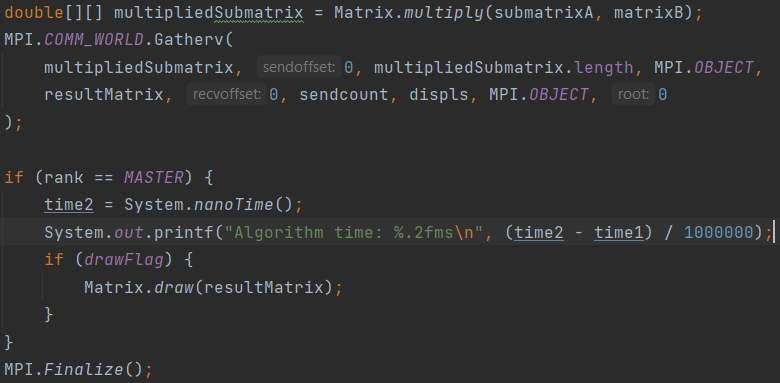 double[][] multipliedSubmatrix = Matrix.multiply(submatrixA, matrixB);
MPI.COMM_WORLD.Gatherv(
    multipliedSubmatrix, sendoffset: 0, multipliedSubmatrix.length, MPI.OBJECT,
    resultMatrix, recvoffset: 0, sendcount, displs, MPI.OBJECT, root: 0
);

if (rank == MASTER) {
    time2 = System.nanoTime();
    System.out.printf("Algorithm time: %.2fms\n", (time2 - time1) / 1000000);
    if (drawFlag) {
        Matrix.draw(resultMatrix);
    }
}
MPI.Finalize();